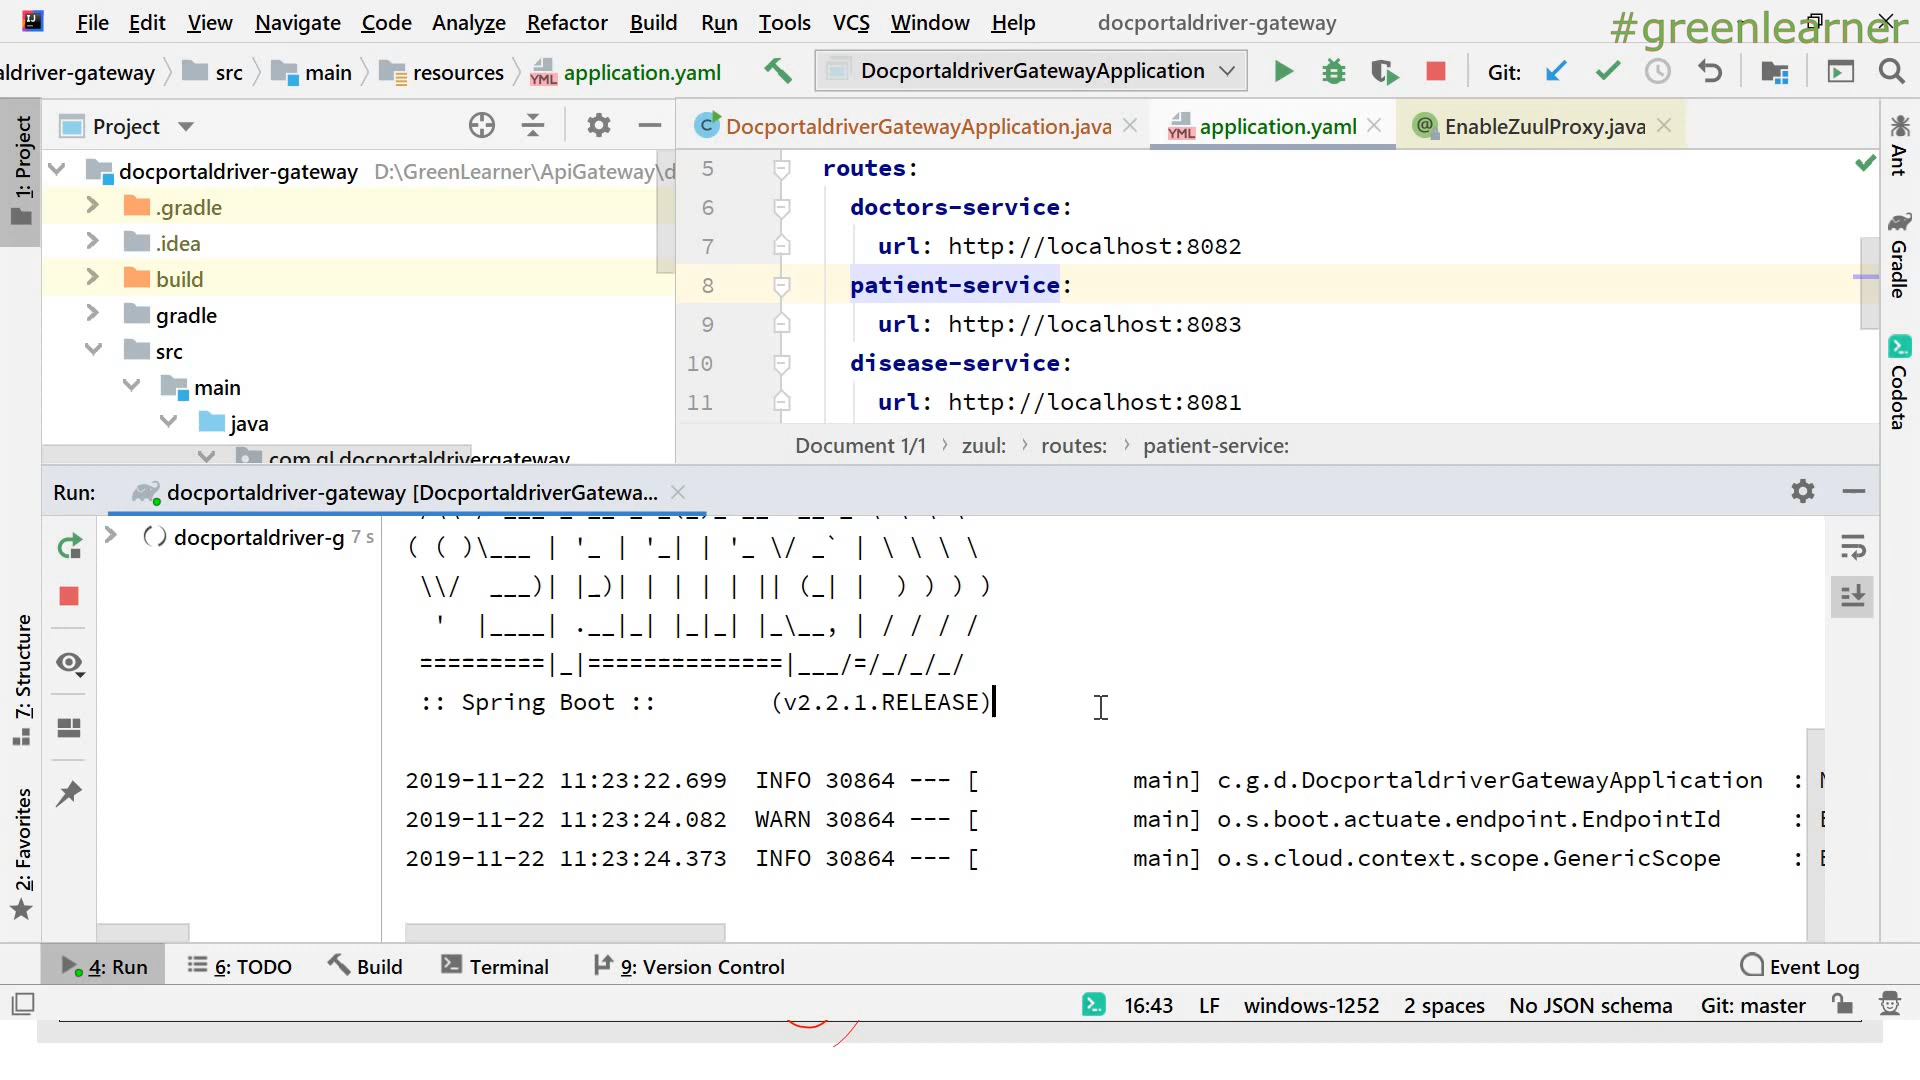 File Edit View Navigate Code Analyze Refactor Build Run Tools VCS Window Help docportaldriver-gateway
#greenlearner
aldriver-gateway src main resources application.yaml DocportaldriverGatewayApplication Git:
Project
DocportaldriverGatewayApplication.java application.yaml EnableZuulProxy.java
docportaldriver-gateway D:\GreenLearner\ApiGateway\d
.gradle
.idea
build
gradle
src
main
java
com.gl.docportaldrivergateway
5 routes:
6 doctors-service:
7 url: http://localhost:8082
8 patient-service:
9 url: http://localhost:8083
10 disease-service:
11 url: http://localhost:8081
Document 1/1 › zuul: › routes: › patient-service:
1: Project
7: Structure
2: Favorites
Ant
Gradle
Codota
Run: docportaldriver-gateway [DocportaldriverGatewa...
docportaldriver-g 7 s
( ( )\___ | '_ | '_| | '_ \/ _` | \ \ \ \
\\/  ___)| |_)| | | | | || (_| |  ) ) ) )
'  |____| .__|_| |_|_| |_\__, | / / / /
=========|_|==============|___/=/_/_/_/
:: Spring Boot ::        (v2.2.1.RELEASE)
2019-11-22 11:23:22.699  INFO 30864 --- [           main] c.g.d.DocportaldriverGatewayApplication  :
2019-11-22 11:23:24.082  WARN 30864 --- [           main] o.s.boot.actuate.endpoint.EndpointId     :
2019-11-22 11:23:24.373  INFO 30864 --- [           main] o.s.cloud.context.scope.GenericScope     :
4: Run 6: TODO Build Terminal 9: Version Control Event Log
16:43 LF windows-1252 2 spaces No JSON schema Git: master